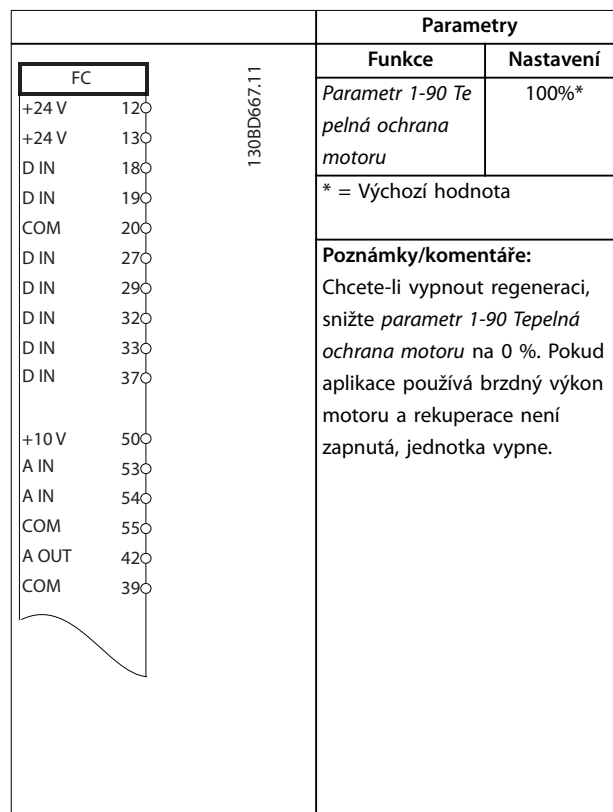 Parametry
Funkce Nastavení
Parametr 1-90 Te
pelná ochrana
motoru
100%*
* = Výchozí hodnota
Poznámky/komentáře:
Chcete-li vypnout regeneraci,
snižte parametr 1-90 Tepelná
ochrana motoru na 0 %. Pokud
aplikace používá brzdný výkon
motoru a rekuperace není
zapnutá, jednotka vypne.
FC
+24 V 12
+24 V 13
D IN 18
D IN 19
COM 20
D IN 27
D IN 29
D IN 32
D IN 33
D IN 37
+10 V 50
A IN 53
A IN 54
COM 55
A OUT 42
COM 39
130BD667.11